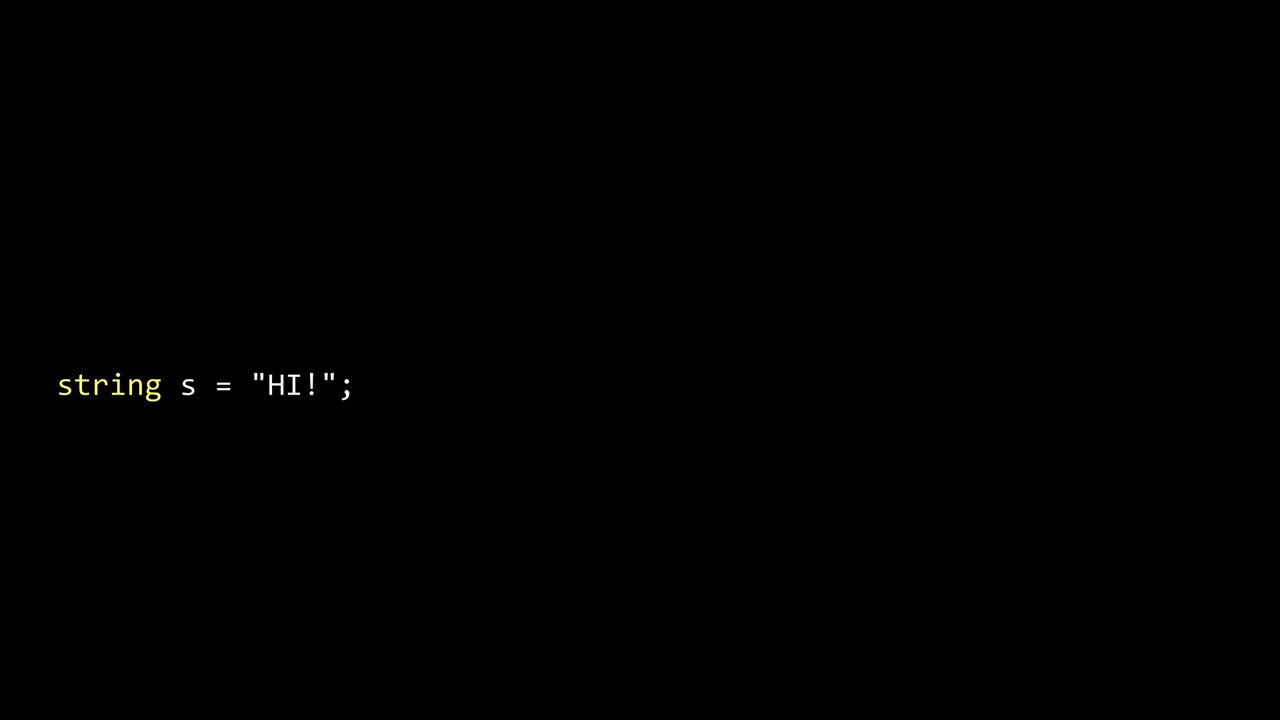 string s = "HI!";